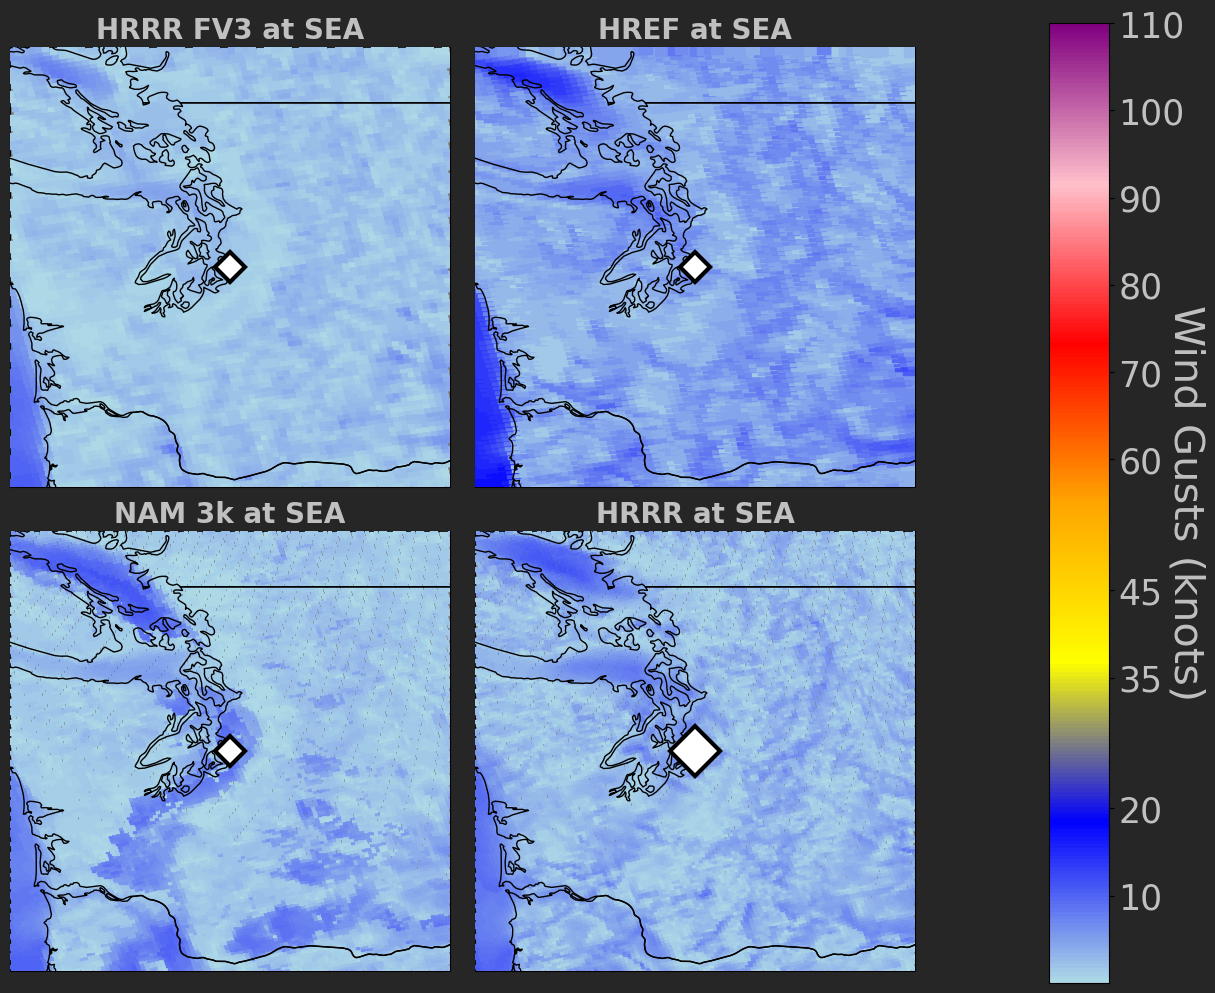 HRRR FV3 at SEA
HREF at SEA
NAM 3k at SEA
HRRR at SEA
110
100
90
80
70
60
45
35
20
10
Wind Gusts (knots)